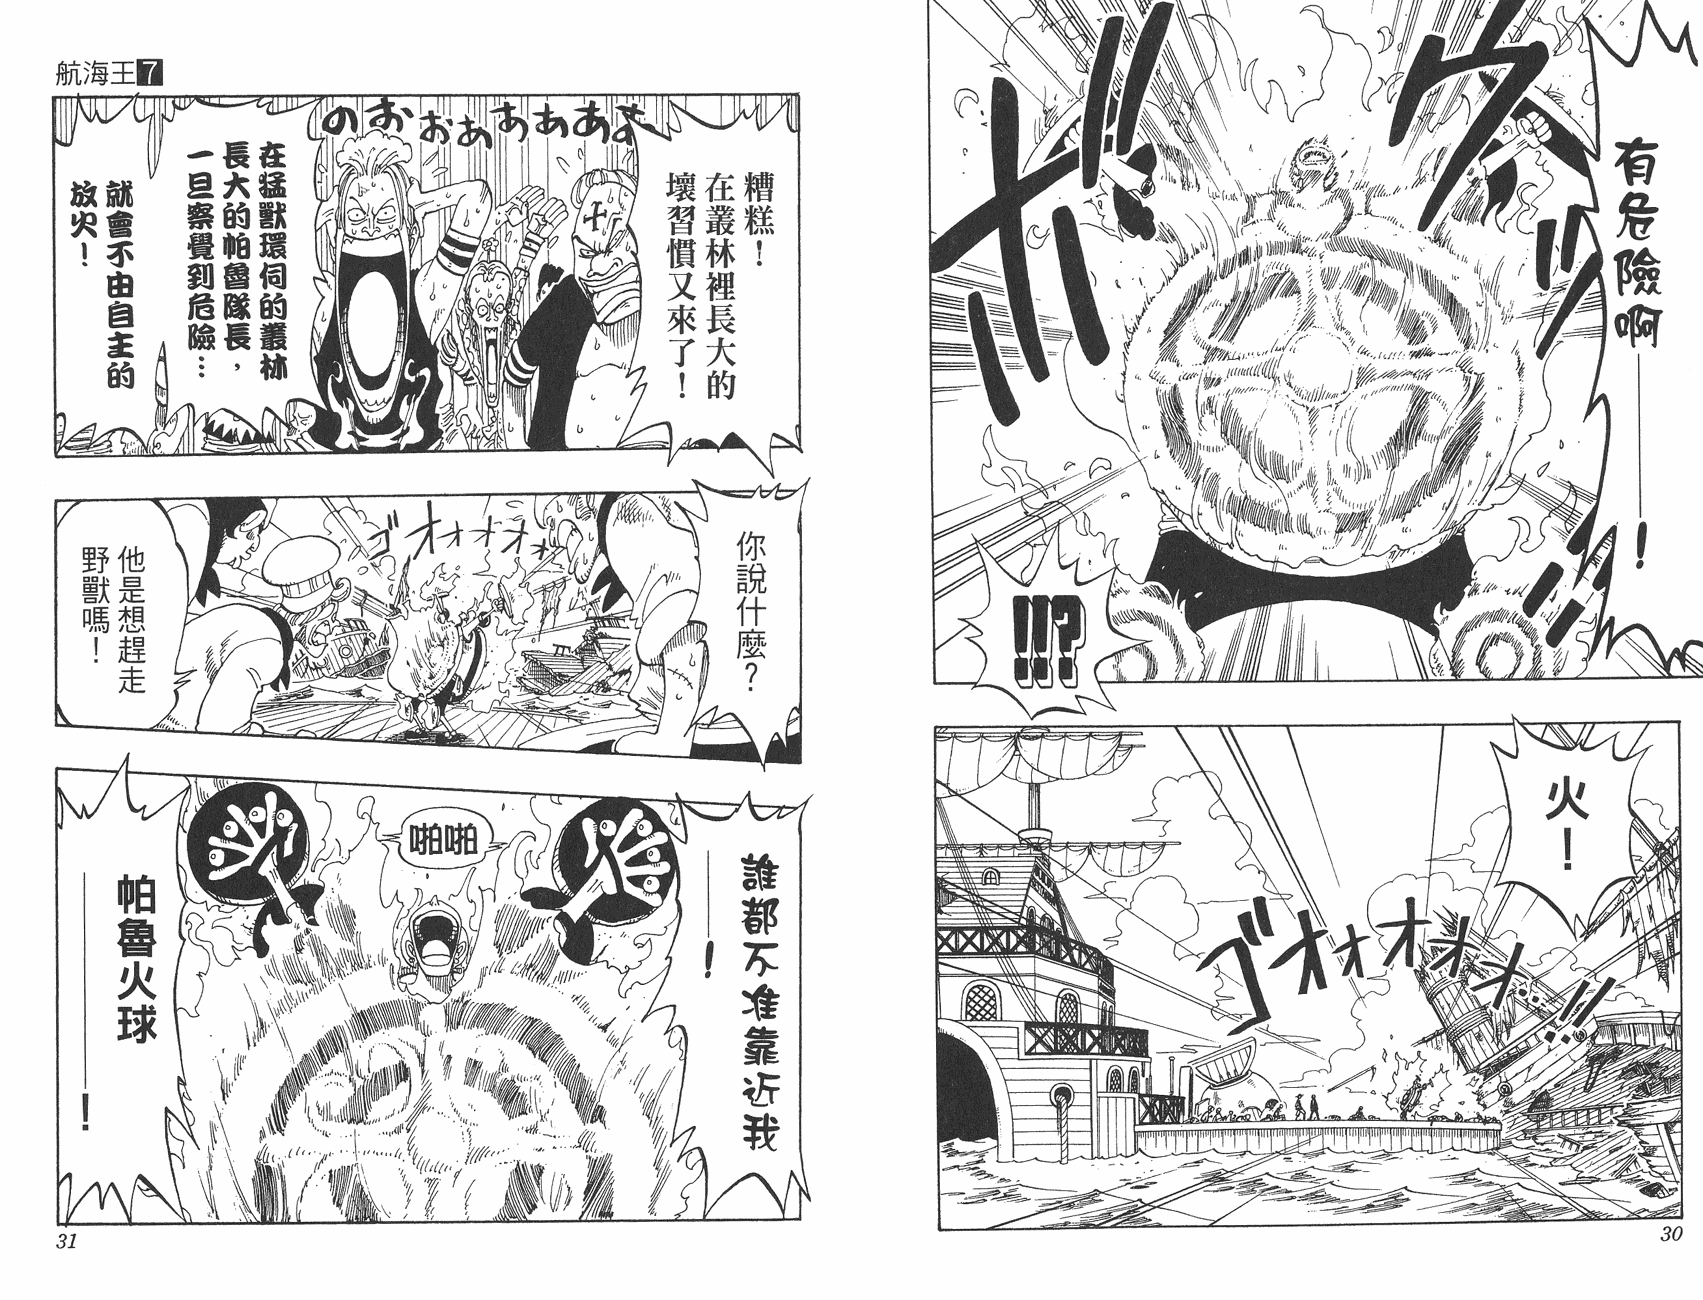 有危險啊——！
ボオオッ
!!?
火！
ゴオオオオオオ!!
30
航海王7
糟糕！
在叢林裡長大的
壞習慣又來了！
のおおおああああ
在猛獸環伺的叢林
長大的帕魯隊長，
一旦察覺到危險…
就會不由自主的
放火！
你說什麼？
ゴオオオオオ
他是想趕走
野獸嗎！
誰都不准靠近我
——！
啪啪
帕魯火球
——！
31